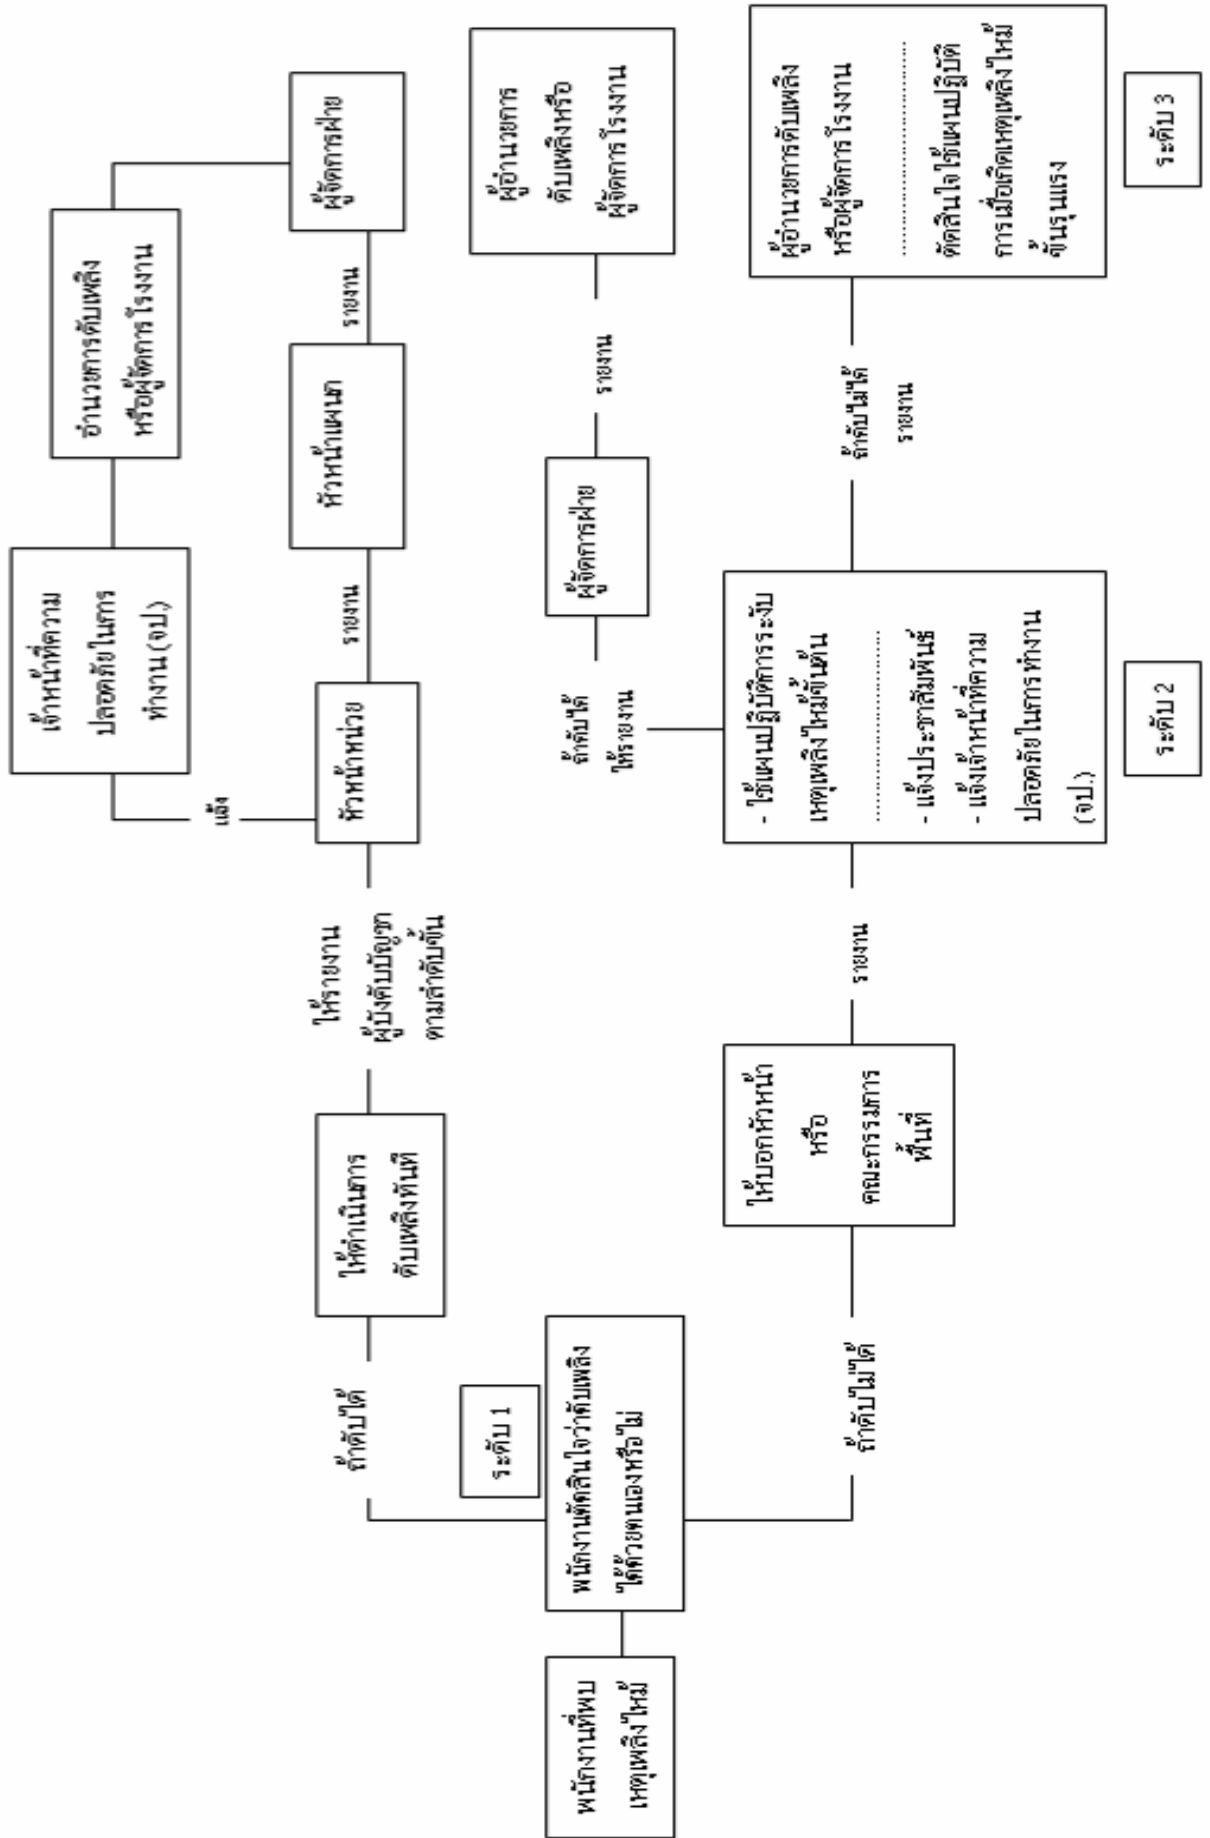 พนักงานที่พบ
เหตุเพลิงไหม้
ระดับ 1
พนักงานตัดสินใจว่าดับเพลิง
ได้ด้วยตนเองหรือไม่
ถ้าดับได้
ให้ดำเนินการ
ดับเพลิงทันที
ให้รายงาน
ผู้บังคับบัญชา
ตามลำดับชั้น
หัวหน้าหน่วย
แจ้ง
เจ้าหน้าที่ความ
ปลอดภัยในการ
ทำงาน (จป.)
อำนวยการดับเพลิง
หรือผู้จัดการโรงงาน
รายงาน
หัวหน้าแผนก
รายงาน
ผู้จัดการฝ่าย
ถ้าดับไม่ได้
ให้บอกหัวหน้า
หรือ
คณะกรรมการ
พื้นที่
รายงาน
- ใช้แผนปฏิบัติการระงับ
เหตุเพลิงไหม้ขั้นต้น
- แจ้งประชาสัมพันธ์
- แจ้งเจ้าหน้าที่ความ
ปลอดภัยในการทำงาน
(จป.)
ระดับ 2
ถ้าดับได้
ให้รายงาน
ผู้จัดการฝ่าย
รายงาน
ผู้อำนวยการ
ดับเพลิงหรือ
ผู้จัดการโรงงาน
ถ้าดับไม่ได้
รายงาน
ผู้อำนวยการดับเพลิง
หรือผู้จัดการโรงงาน
ตัดสินใจใช้แผนปฏิบัติ
การเมื่อเกิดเหตุเพลิงไหม้
ขั้นรุนแรง
ระดับ 3